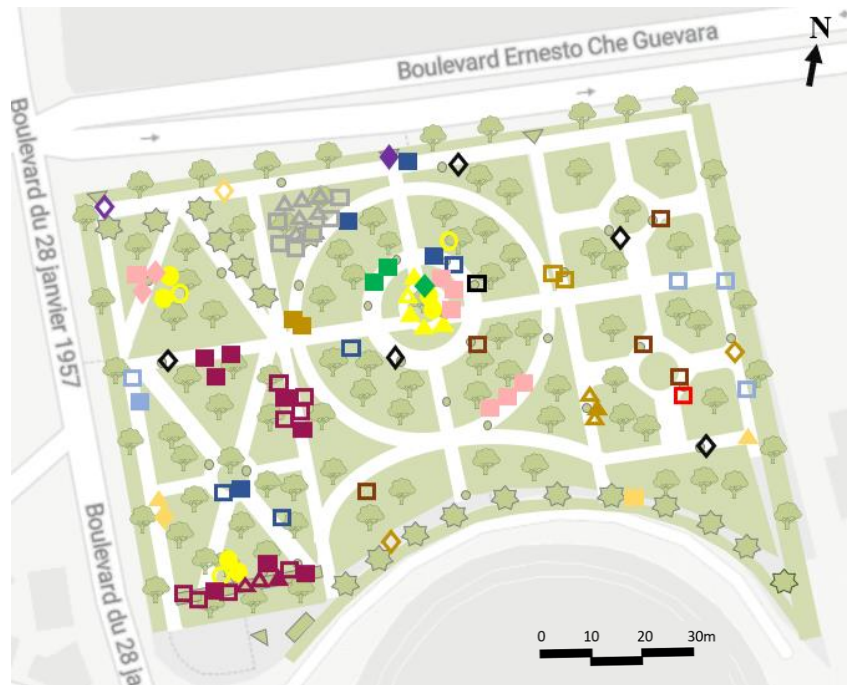 Boulevard Ernesto Che Guevara
N
Boulevard du 28 janvier 1957
Boulevard du 28 ja
0 10 20 30m